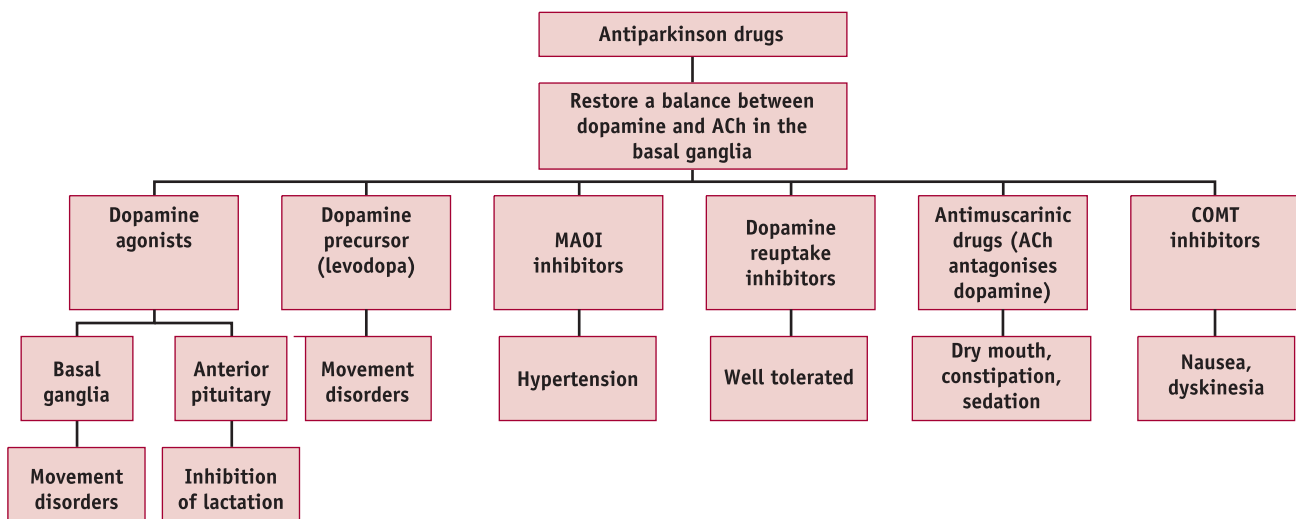 Antiparkinson drugs
Restore a balance between
dopamine and ACh in the
basal ganglia
Dopamine
agonists
Dopamine
precursor
(levodopa)
MAOI
inhibitors
Dopamine
reuptake
inhibitors
Antimuscarinic
drugs (ACh
antagonises
dopamine)
COMT
inhibitors
Basal
ganglia
Anterior
pituitary
Movement
disorders
Hypertension
Well tolerated
Dry mouth,
constipation,
sedation
Nausea,
dyskinesia
Movement
disorders
Inhibition
of lactation